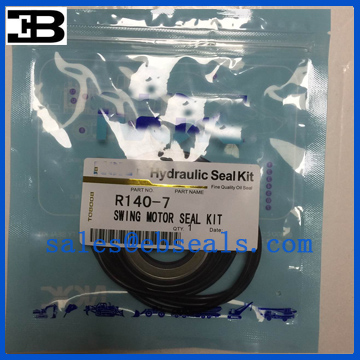 EB
Hydraulic Seal Kit
PART NO. PART NAME Fine Quality Oil Seal
R140-7
SWING MOTOR SEAL KIT
QTY. 1 Date
sales@ebseals.com